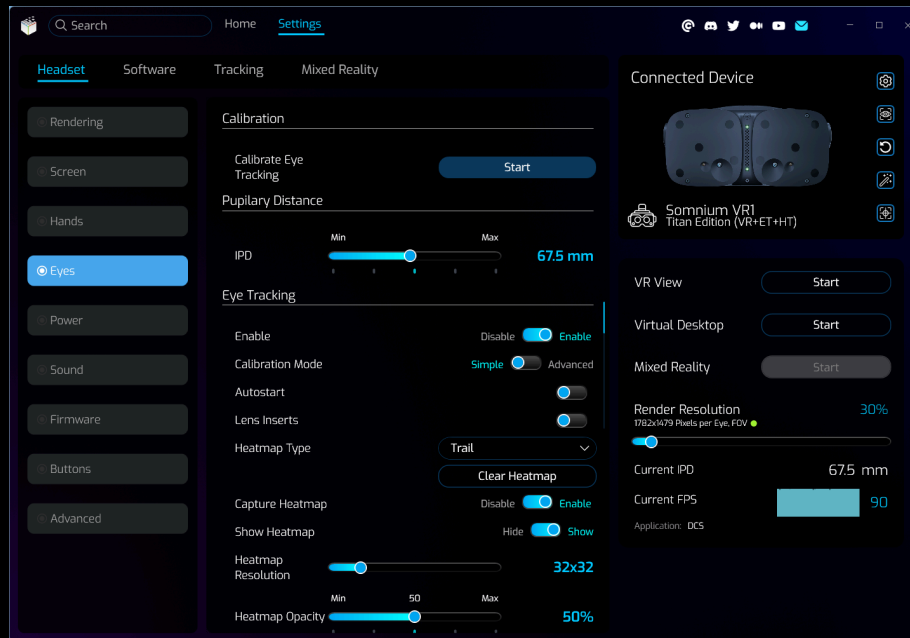 Search
Home
Settings
Headset
Software
Tracking
Mixed Reality
Rendering
Screen
Hands
Eyes
Power
Sound
Firmware
Buttons
Advanced
Calibration
Calibrate Eye
Tracking
Start
Pupilary Distance
Min
Max
IPD
67.5 mm
Eye Tracking
Enable
Disable
Enable
Calibration Mode
Simple
Advanced
Autostart
Lens Inserts
Heatmap Type
Trail
Clear Heatmap
Capture Heatmap
Disable
Enable
Show Heatmap
Hide
Show
Heatmap
Resolution
32x32
Min
50
Max
Heatmap Opacity
50%
Connected Device
Somnium VR1
Titan Edition (VR+ET+HT)
VR View
Start
Virtual Desktop
Start
Mixed Reality
Start
Render Resolution
30%
1782x1479 Pixels per Eye, FOV
Current IPD
67.5 mm
Current FPS
90
Application: DCS